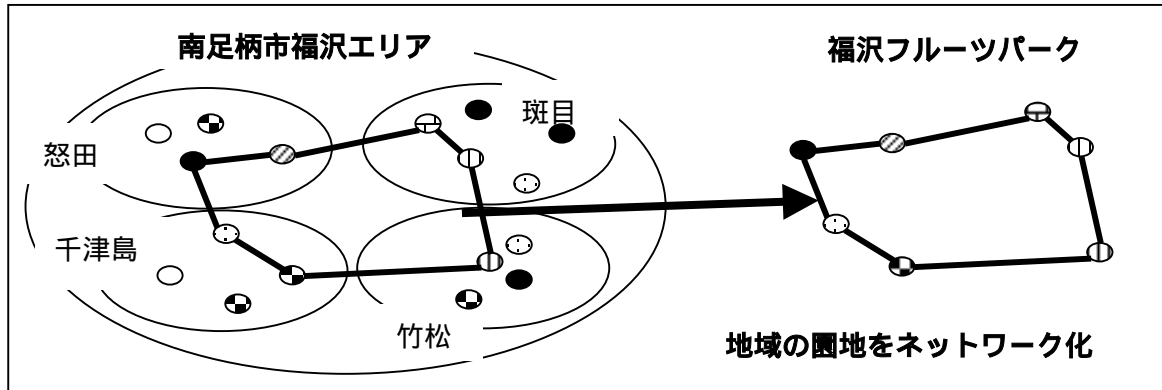 南足柄市福沢エリア
福沢フルーツパーク
斑目
怒田
千津島
竹松
地域の園地をネットワーク化